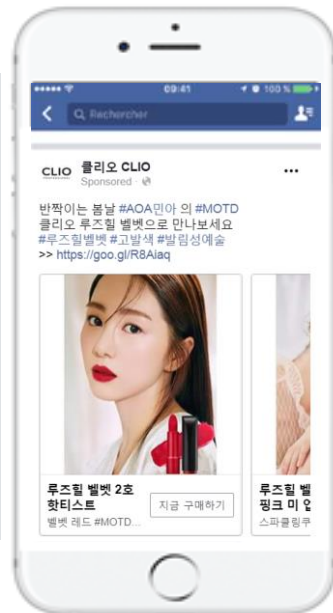 09:41
100 %
Rechercher
CLIO
클리오 CLIO
Sponsored ·
반짝이는 봄날 #AOA민아 의 #MOTD
클리오 루즈힐 벨벳으로 만나보세요
#루즈힐벨벳 #고발색 #발림성예술
>> https://goo.gl/R8Aiaq
루즈힐 벨벳 2호
핫티스트
벨벳 레드 #MOTD...
지금 구매하기
루즈힐 벨
핑크 미 업
스파클링쿠